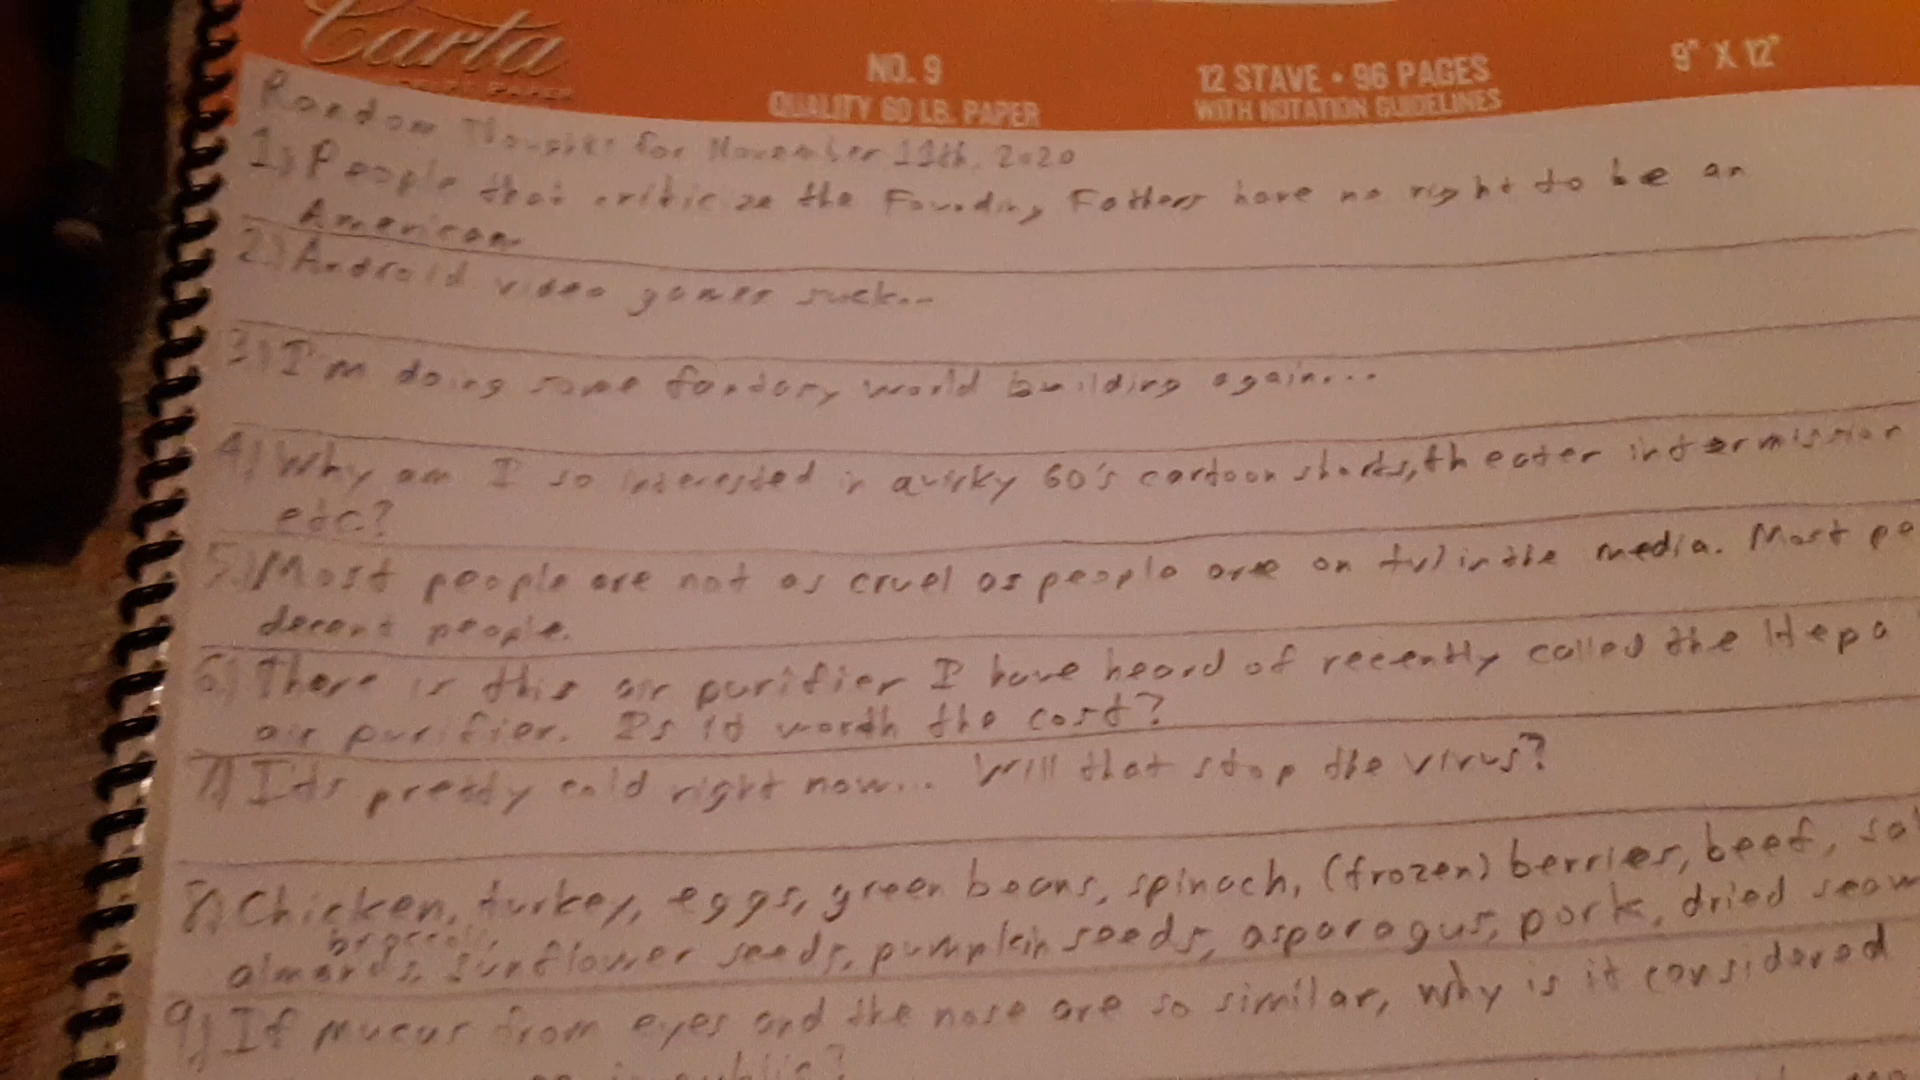 Carta
NO. 9
QUALITY 60 LB. PAPER
12 STAVE • 96 PAGES
WITH NOTATION GUIDELINES
9" X 12"
Random Thoughts for November 11th, 2020
1.) People that criticize the Founding Fathers have no right to be an
American.
2.) Android video games suck...
3.) I'm doing some fantasy world building again...
4.) Why am I so interested in quirky 60's cartoon shorts, theater intermission
etc?
5.) Most people are not as cruel as people are on tv/in the media. Most
decent people.
6.) There is this air purifier I have heard of recently called the Hepa
air purifier. Is it worth the cost?
7.) It's pretty cold right now... Will that stop the virus?
8.) Chicken, turkey, eggs, green beans, spinach, (frozen) berries, beef,
broccoli,
almonds, sunflower seeds, pumpkin seeds, asparagus, pork, dried
9.) If mucus from eyes and the nose are so similar, why is it considered
in public?